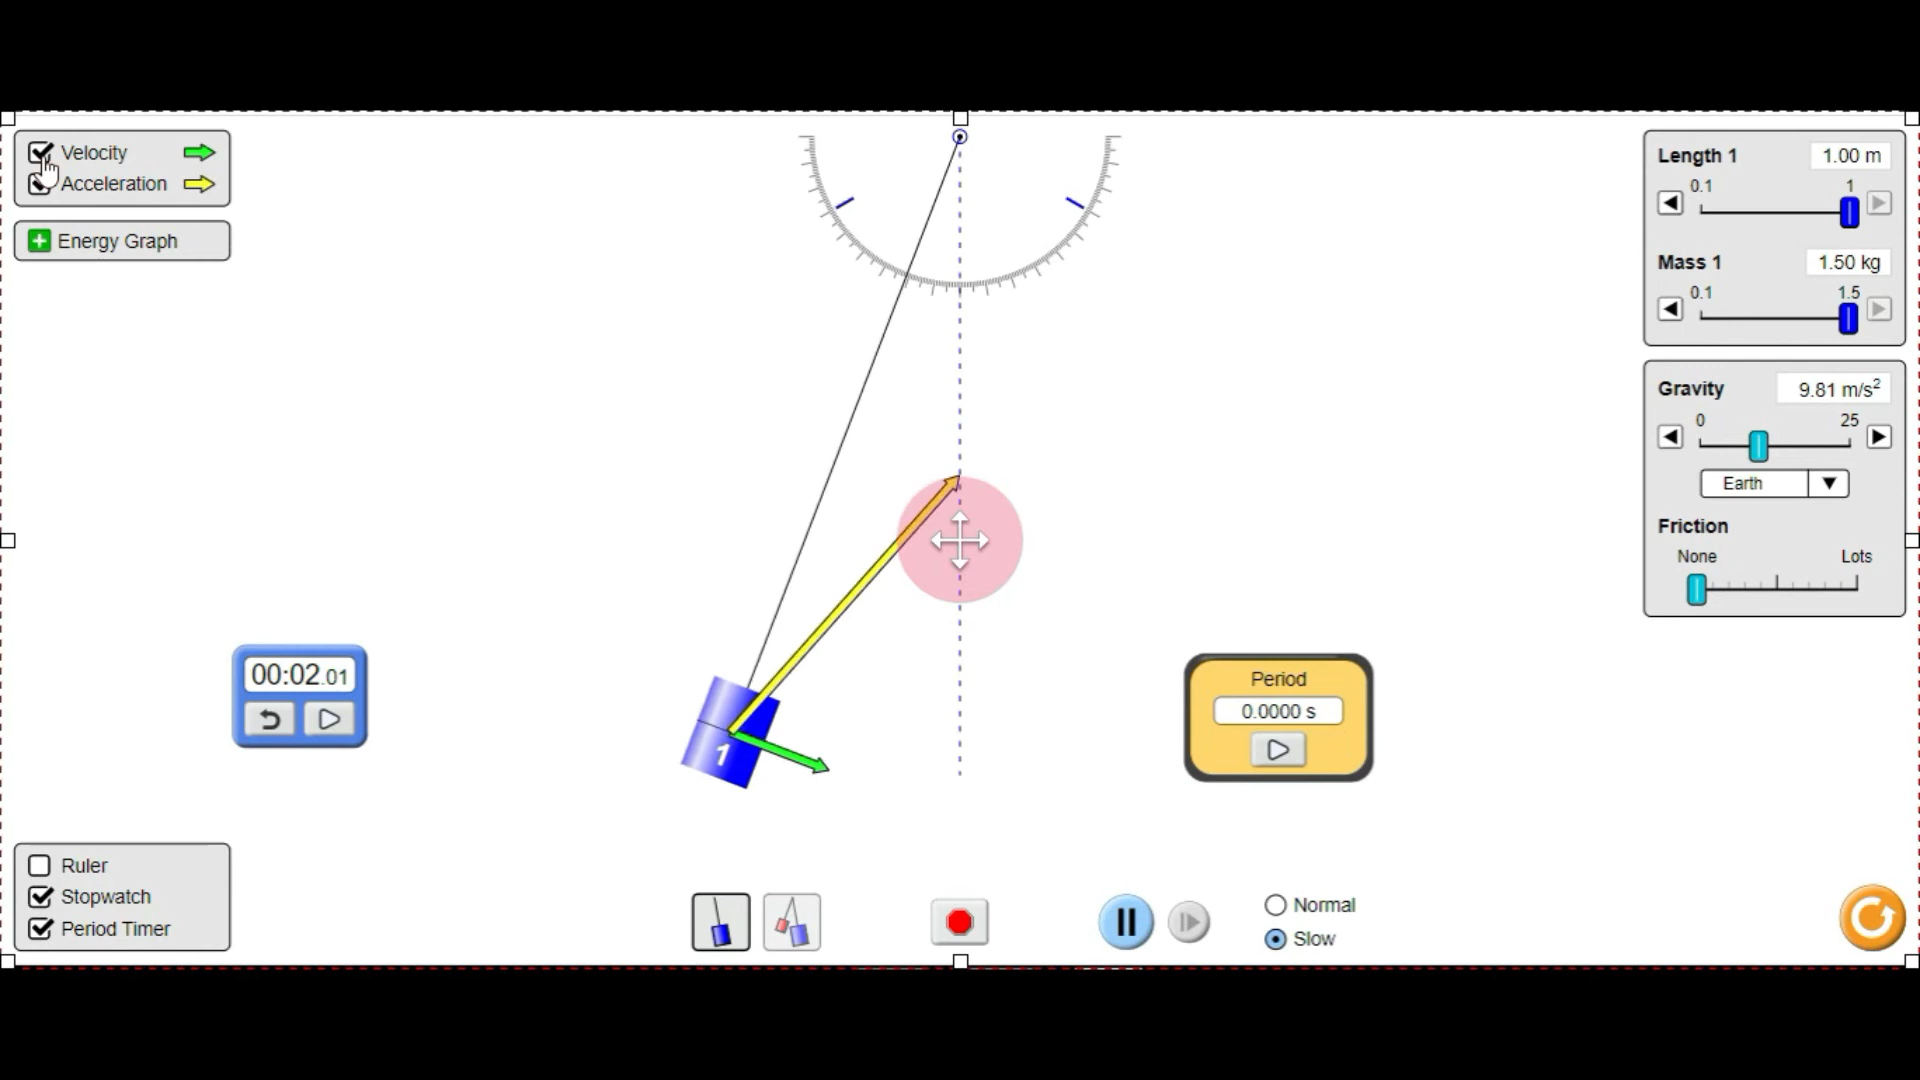 Velocity
Acceleration
Energy Graph
Length 1 1.00 m
0.1 1
Mass 1 1.50 kg
0.1 1.5
Gravity 9.81 m/s²
0 25
Earth
Friction
None Lots
00:02.01
1
Period
0.0000 s
Ruler
Stopwatch
Period Timer
Normal
Slow